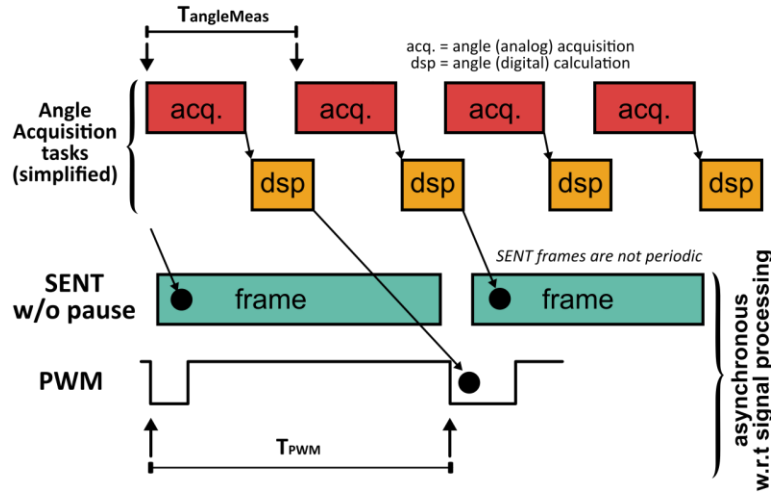 TangleMeas
acq. = angle (analog) acquisition
dsp = angle (digital) calculation
Angle
Acquisition
tasks
(simplified)
acq.
acq.
acq.
acq.
dsp
dsp
dsp
dsp
SENT frames are not periodic
SENT
w/o pause
frame
frame
PWM
TPWM
asynchronous
w.r.t signal processing